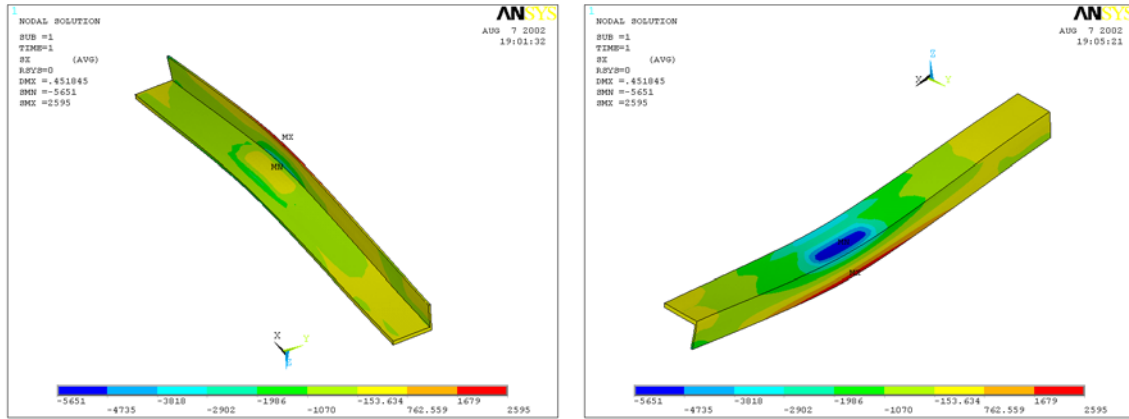 1
ANSYS
NODAL SOLUTION
AUG 7 2002
19:01:32
SUB =1
TIME=1
SX (AVG)
RSYS=0
DMX =.451845
SMN =-5651
SMX =2595
MX
MN
X
Y
Z
-5651 -3818 -1986 -153.634 1679
-4735 -2902 -1070 762.559 2595
1
ANSYS
NODAL SOLUTION
AUG 7 2002
19:05:21
SUB =1
TIME=1
SX (AVG)
RSYS=0
DMX =.451845
SMN =-5651
SMX =2595
Z
X
Y
MN
MX
-5651 -3818 -1986 -153.634 1679
-4735 -2902 -1070 762.559 2595